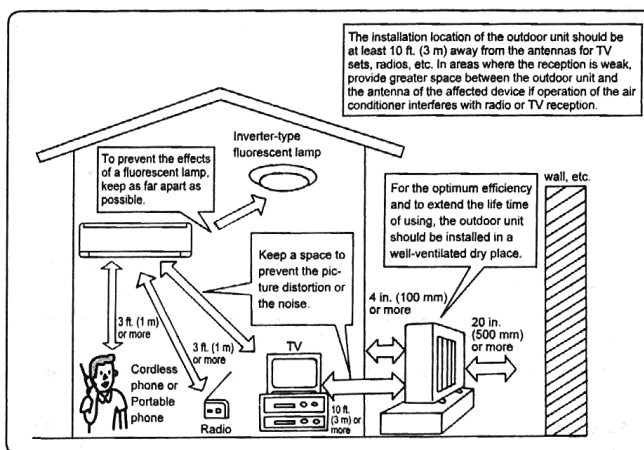 The installation location of the outdoor unit should be
at least 10 ft. (3 m) away from the antennas for TV
sets, radios, etc. In areas where the reception is weak,
provide greater space between the outdoor unit and
the antenna of the affected device if operation of the air
conditioner interferes with radio or TV reception.
Inverter-type
fluorescent lamp
To prevent the effects
of a fluorescent lamp,
keep as far apart as
possible.
wall, etc.
For the optimum efficiency
and to extend the life time
of using, the outdoor unit
should be installed in a
well-ventilated dry place.
Keep a space to
prevent the pic-
ture distortion or
the noise.
4 in. (100 mm)
or more
20 in.
(500 mm)
or more
3 ft. (1 m)
or more
3 ft. (1 m)
or more
TV
Cordless
phone or
Portable
phone
Radio
10 ft.
(3 m) or
more